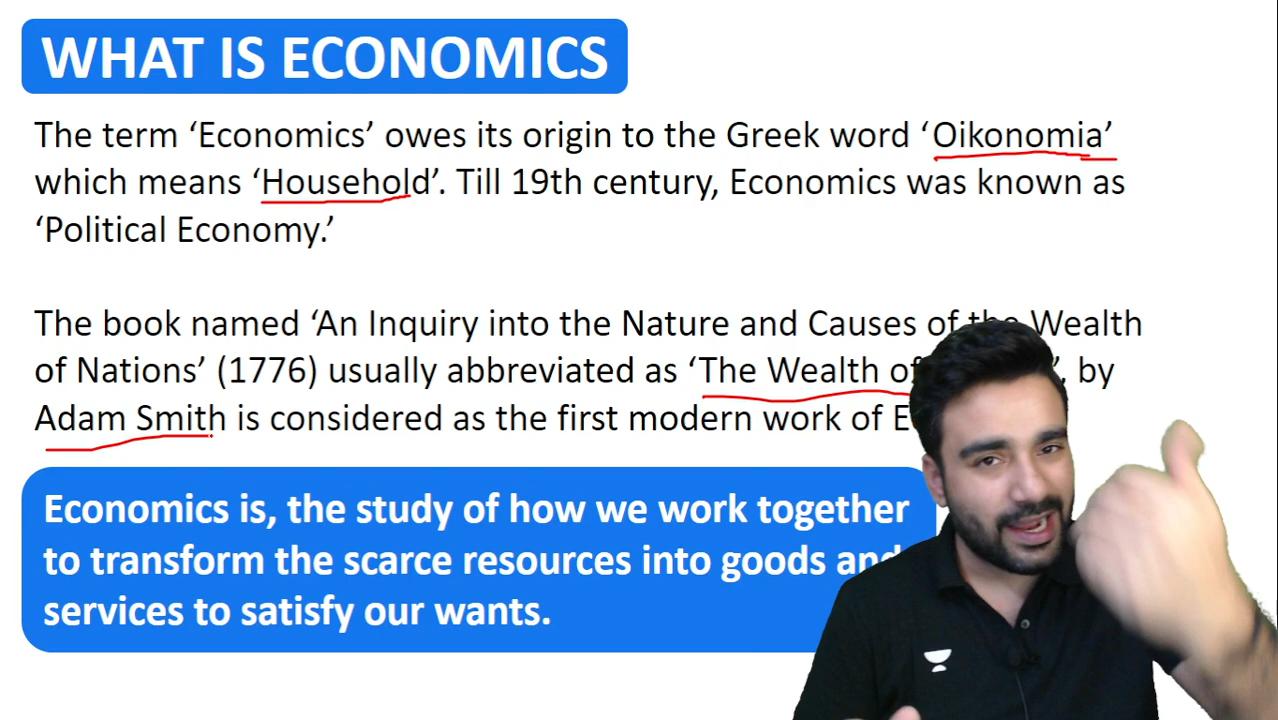 WHAT IS ECONOMICS
The term ‘Economics’ owes its origin to the Greek word ‘Oikonomia’
which means ‘Household’. Till 19th century, Economics was known as
‘Political Economy.’
The book named ‘An Inquiry into the Nature and Causes of the Wealth
of Nations’ (1776) usually abbreviated as ‘The Wealth of ’, by
Adam Smith is considered as the first modern work of
Economics is, the study of how we work together
to transform the scarce resources into goods and
services to satisfy our wants.